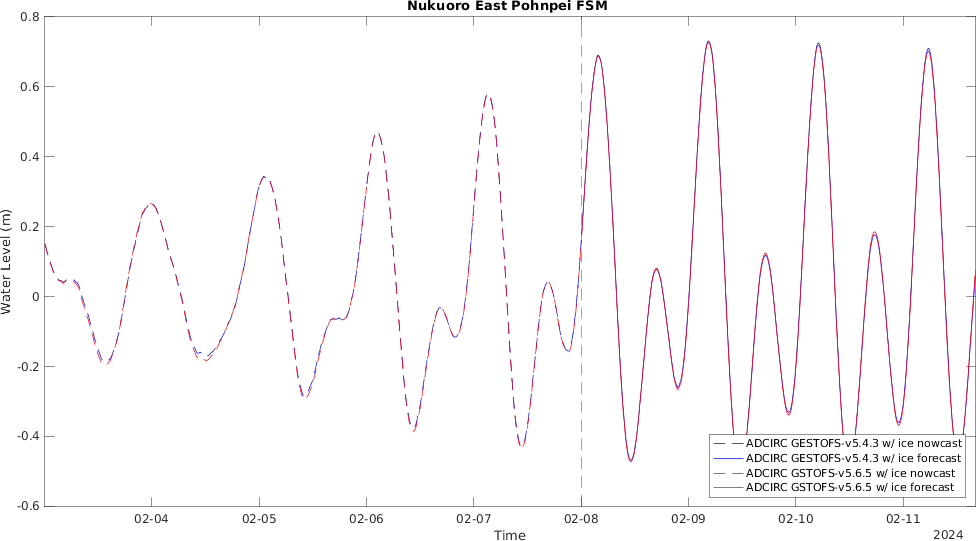 Nukuoro East Pohnpei FSM
0.8
0.6
0.4
0.2
0
-0.2
-0.4
-0.6
Water Level (m)
ADCIRC GESTOFS-v5.4.3 w/ ice nowcast
ADCIRC GESTOFS-v5.4.3 w/ ice forecast
ADCIRC GSTOFS-v5.6.5 w/ ice nowcast
ADCIRC GSTOFS-v5.6.5 w/ ice forecast
02-04 02-05 02-06 02-07 02-08 02-09 02-10 02-11
Time 2024